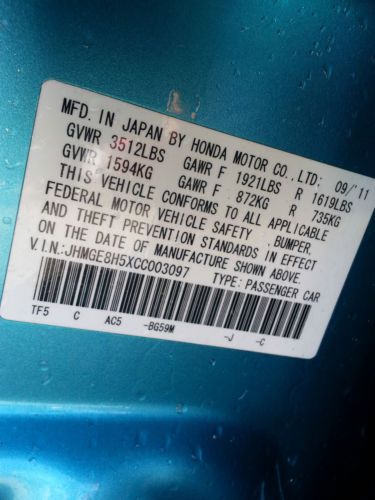 MFD. IN JAPAN BY HONDA MOTOR CO., LTD. 09/'11
GVWR 3512LBS GAWR F 1921LBS R 1619LBS
GVWR 1594KG GAWR F 872KG R 735KG
THIS VEHICLE CONFORMS TO ALL APPLICABLE
FEDERAL MOTOR VEHICLE SAFETY, BUMPER,
AND THEFT PREVENTION STANDARDS IN EFFECT
ON THE DATE OF MANUFACTURE SHOWN ABOVE.
V.I.N.:JHMGE8H5XCC003097 TYPE: PASSENGER CAR
TF5 C AC5 -BG59M -J -C